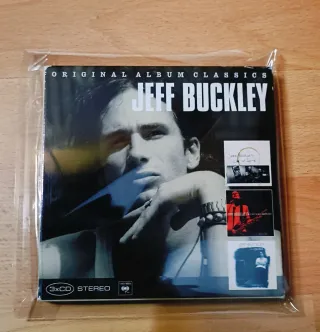 ORIGINAL ALBUM CLASSICS
JEFF BUCKLEY
3xCD STEREO